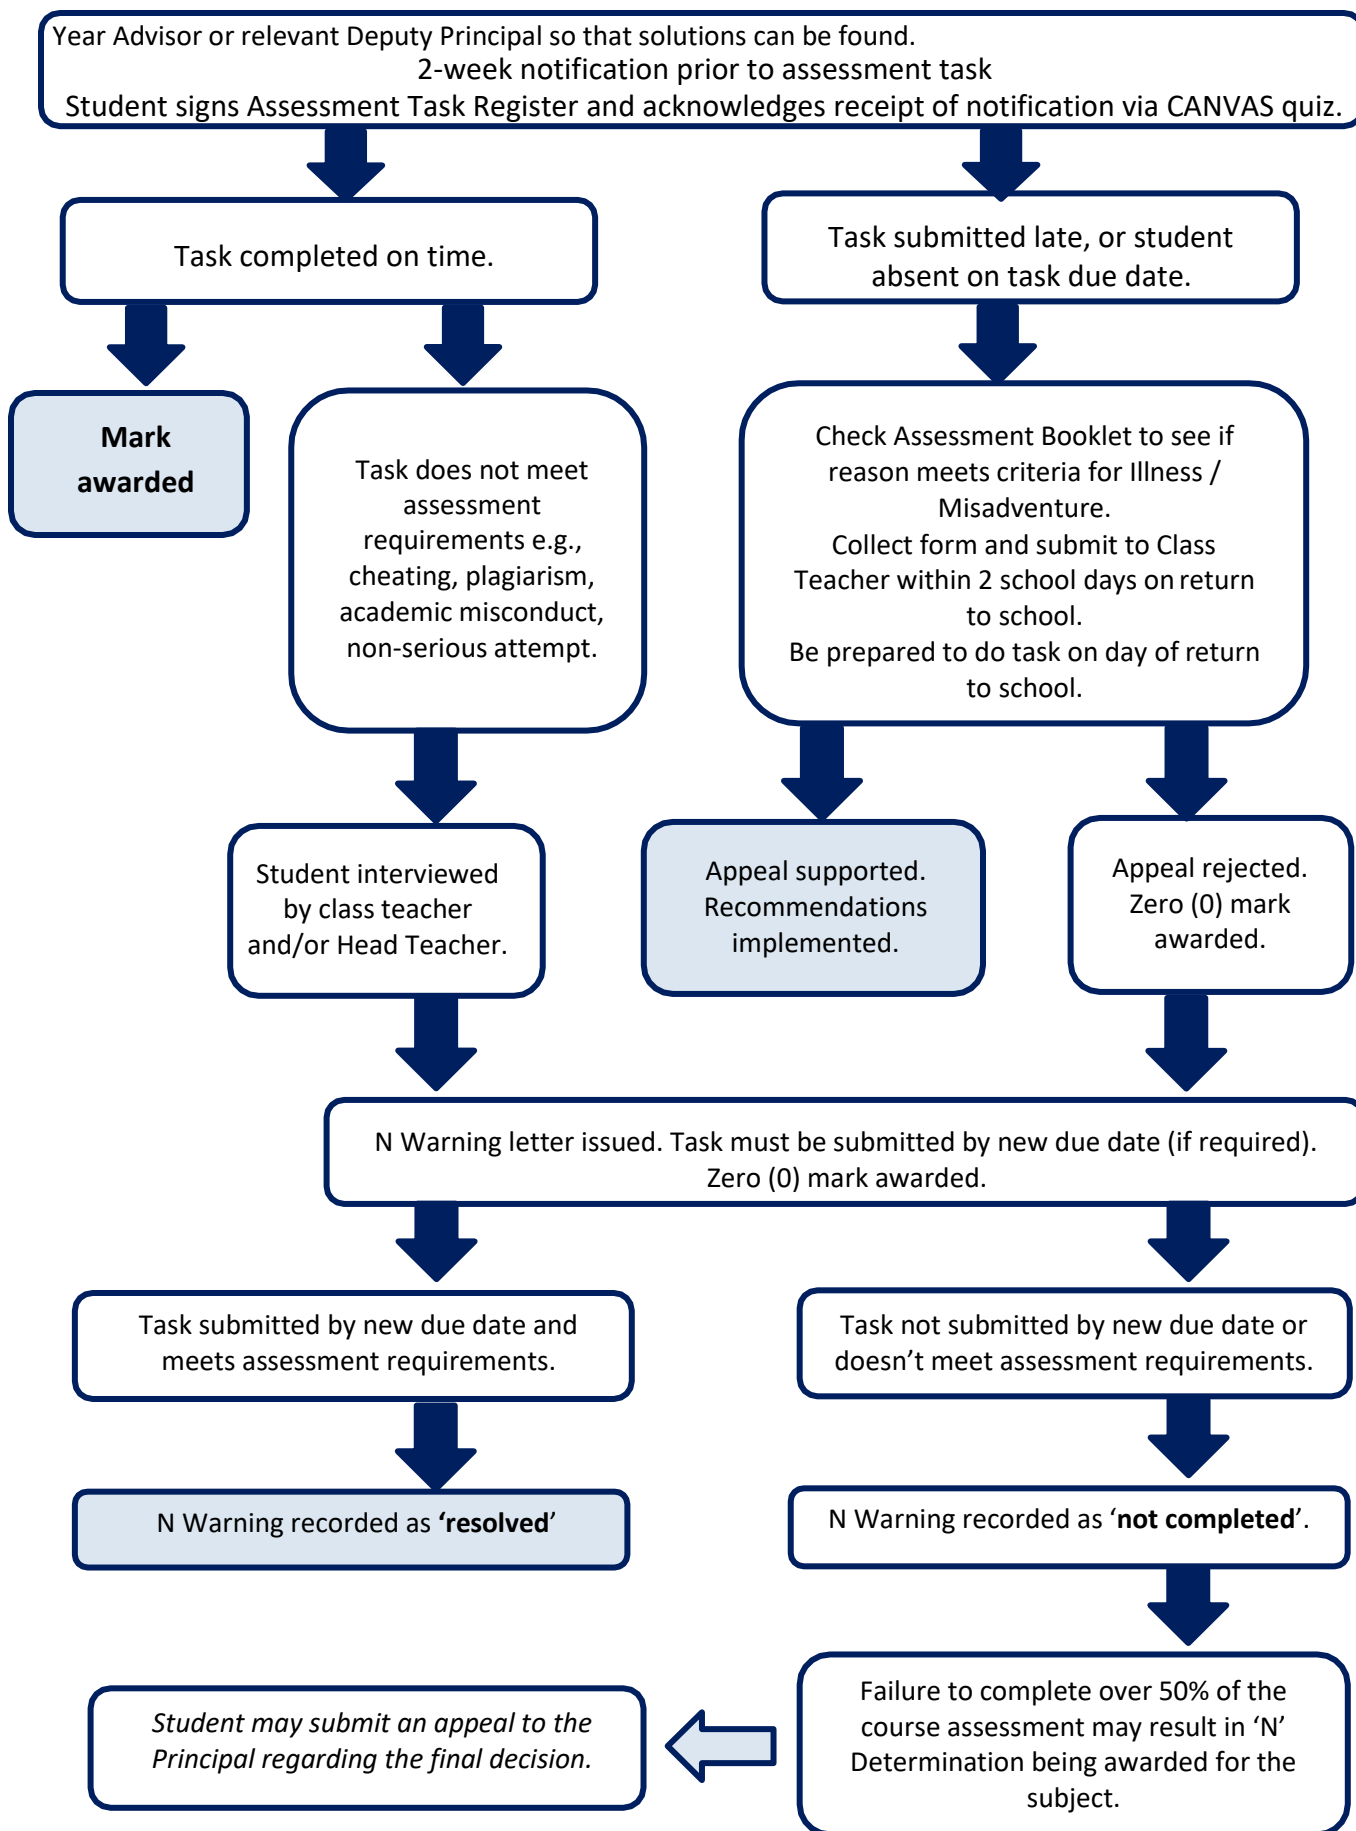 Year Advisor or relevant Deputy Principal so that solutions can be found.
2-week notification prior to assessment task
Student signs Assessment Task Register and acknowledges receipt of notification via CANVAS quiz.
Task completed on time.
Task submitted late, or student
absent on task due date.
Mark
awarded
Task does not meet
assessment
requirements e.g.,
cheating, plagiarism,
academic misconduct,
non-serious attempt.
Check Assessment Booklet to see if
reason meets criteria for Illness /
Misadventure.
Collect form and submit to Class
Teacher within 2 school days on return
to school.
Be prepared to do task on day of return
to school.
Student interviewed
by class teacher
and/or Head Teacher.
Appeal supported.
Recommendations
implemented.
Appeal rejected.
Zero (0) mark
awarded.
N Warning letter issued. Task must be submitted by new due date (if required).
Zero (0) mark awarded.
Task submitted by new due date and
meets assessment requirements.
Task not submitted by new due date or
doesn’t meet assessment requirements.
N Warning recorded as ‘resolved’
N Warning recorded as ‘not completed’.
Student may submit an appeal to the
Principal regarding the final decision.
Failure to complete over 50% of the
course assessment may result in ‘N’
Determination being awarded for the
subject.